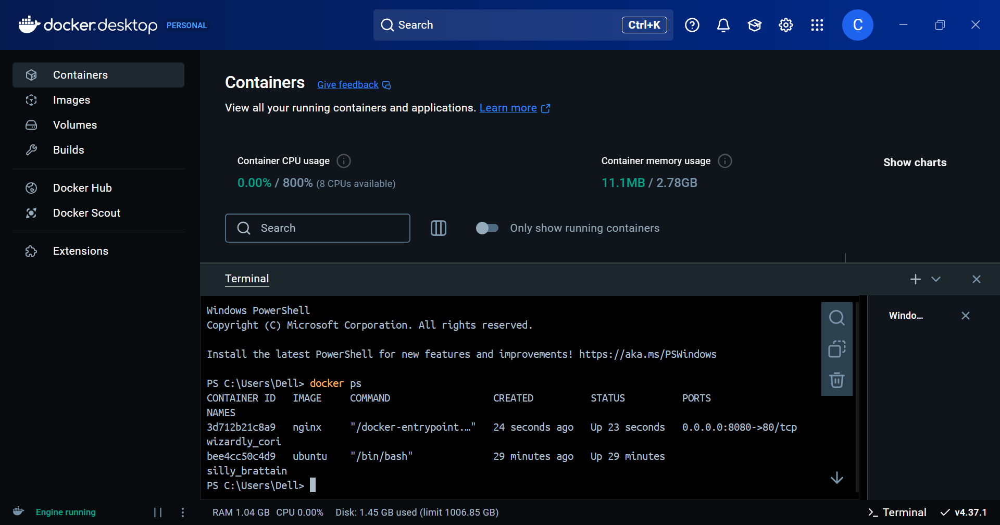 docker desktop PERSONAL
Search Ctrl+K
C
Containers
Images
Volumes
Builds
Docker Hub
Docker Scout
Extensions
Containers Give feedback
View all your running containers and applications. Learn more
Container CPU usage
0.00% / 800% (8 CPUs available)
Container memory usage
11.1MB / 2.78GB
Show charts
Search
Only show running containers
Terminal
Windows PowerShell
Copyright (C) Microsoft Corporation. All rights reserved.
Install the latest PowerShell for new features and improvements! https://aka.ms/PSWindows
PS C:\Users\Dell> docker ps
CONTAINER ID IMAGE COMMAND CREATED STATUS PORTS
NAMES
3d712b21c8a9 nginx "/docker-entrypoint.…" 24 seconds ago Up 23 seconds 0.0.0.0:8080->80/tcp
wizardly_cori
bee4cc50c4d9 ubuntu "/bin/bash" 29 minutes ago Up 29 minutes
silly_brattain
PS C:\Users\Dell>
Windo...
Engine running
RAM 1.04 GB CPU 0.00% Disk: 1.45 GB used (limit 1006.85 GB)
Terminal v4.37.1